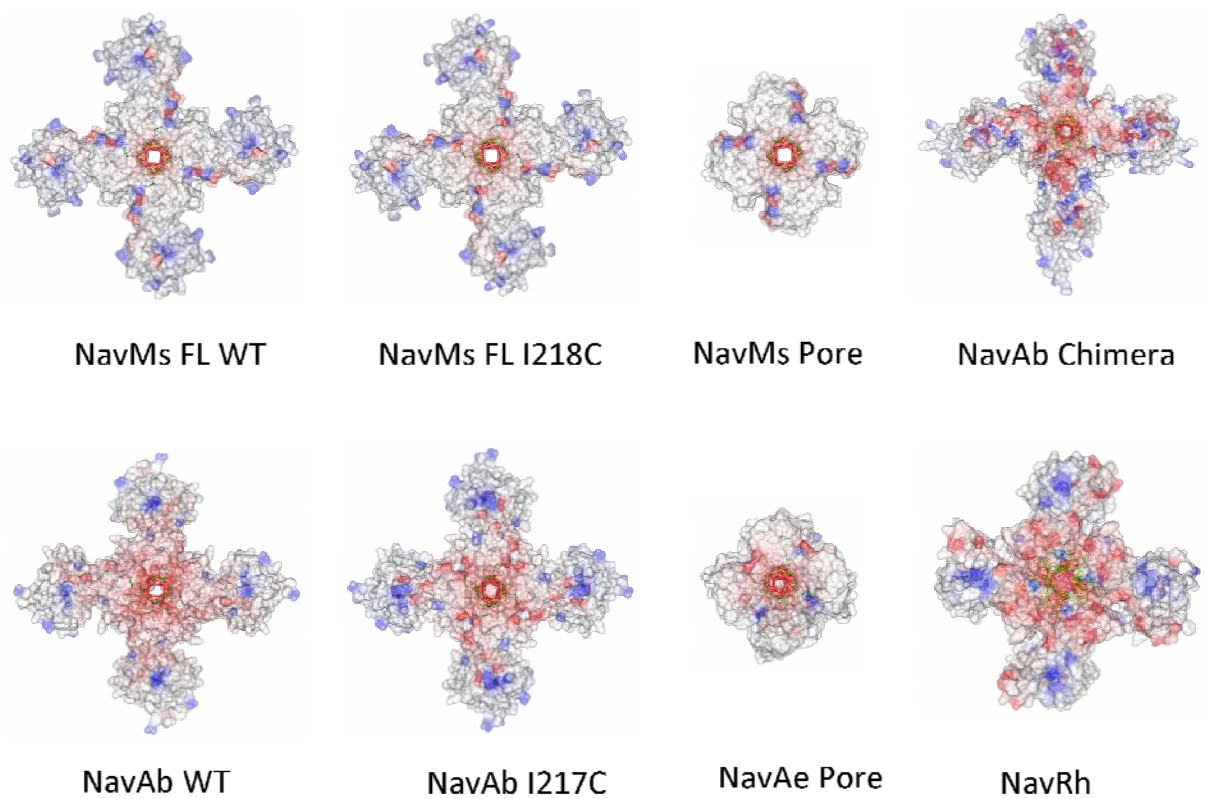 NavMs FL WT
NavMs FL I218C
NavMs Pore
NavAb Chimera
NavAb WT
NavAb I217C
NavAe Pore
NavRh